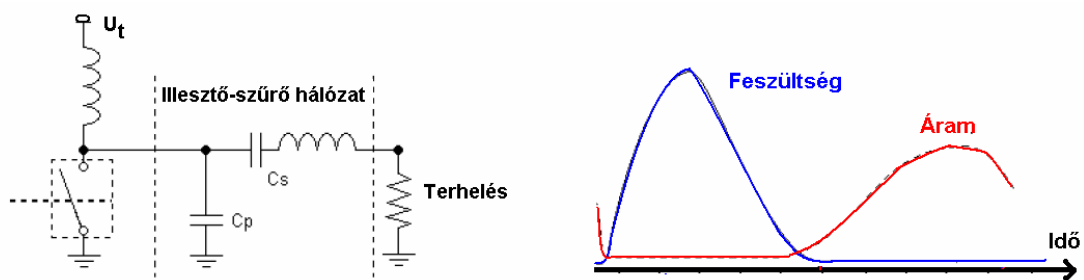 Ut
Illesztő-szűrő hálózat
Cs
Cp
Terhelés
Feszültség
Áram
Idő